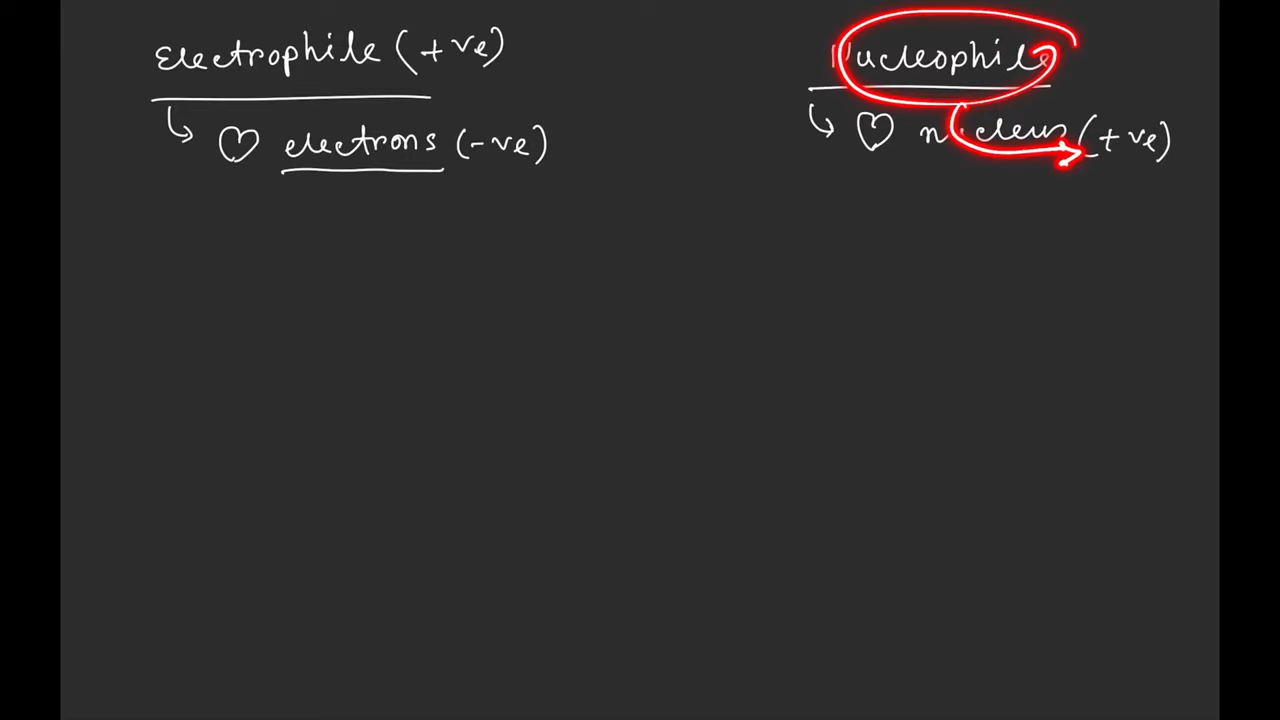 Electrophile (+ve)
↳ ♡ electrons (-ve)
Nucleophile
↳ ♡ nucleus (+ve)